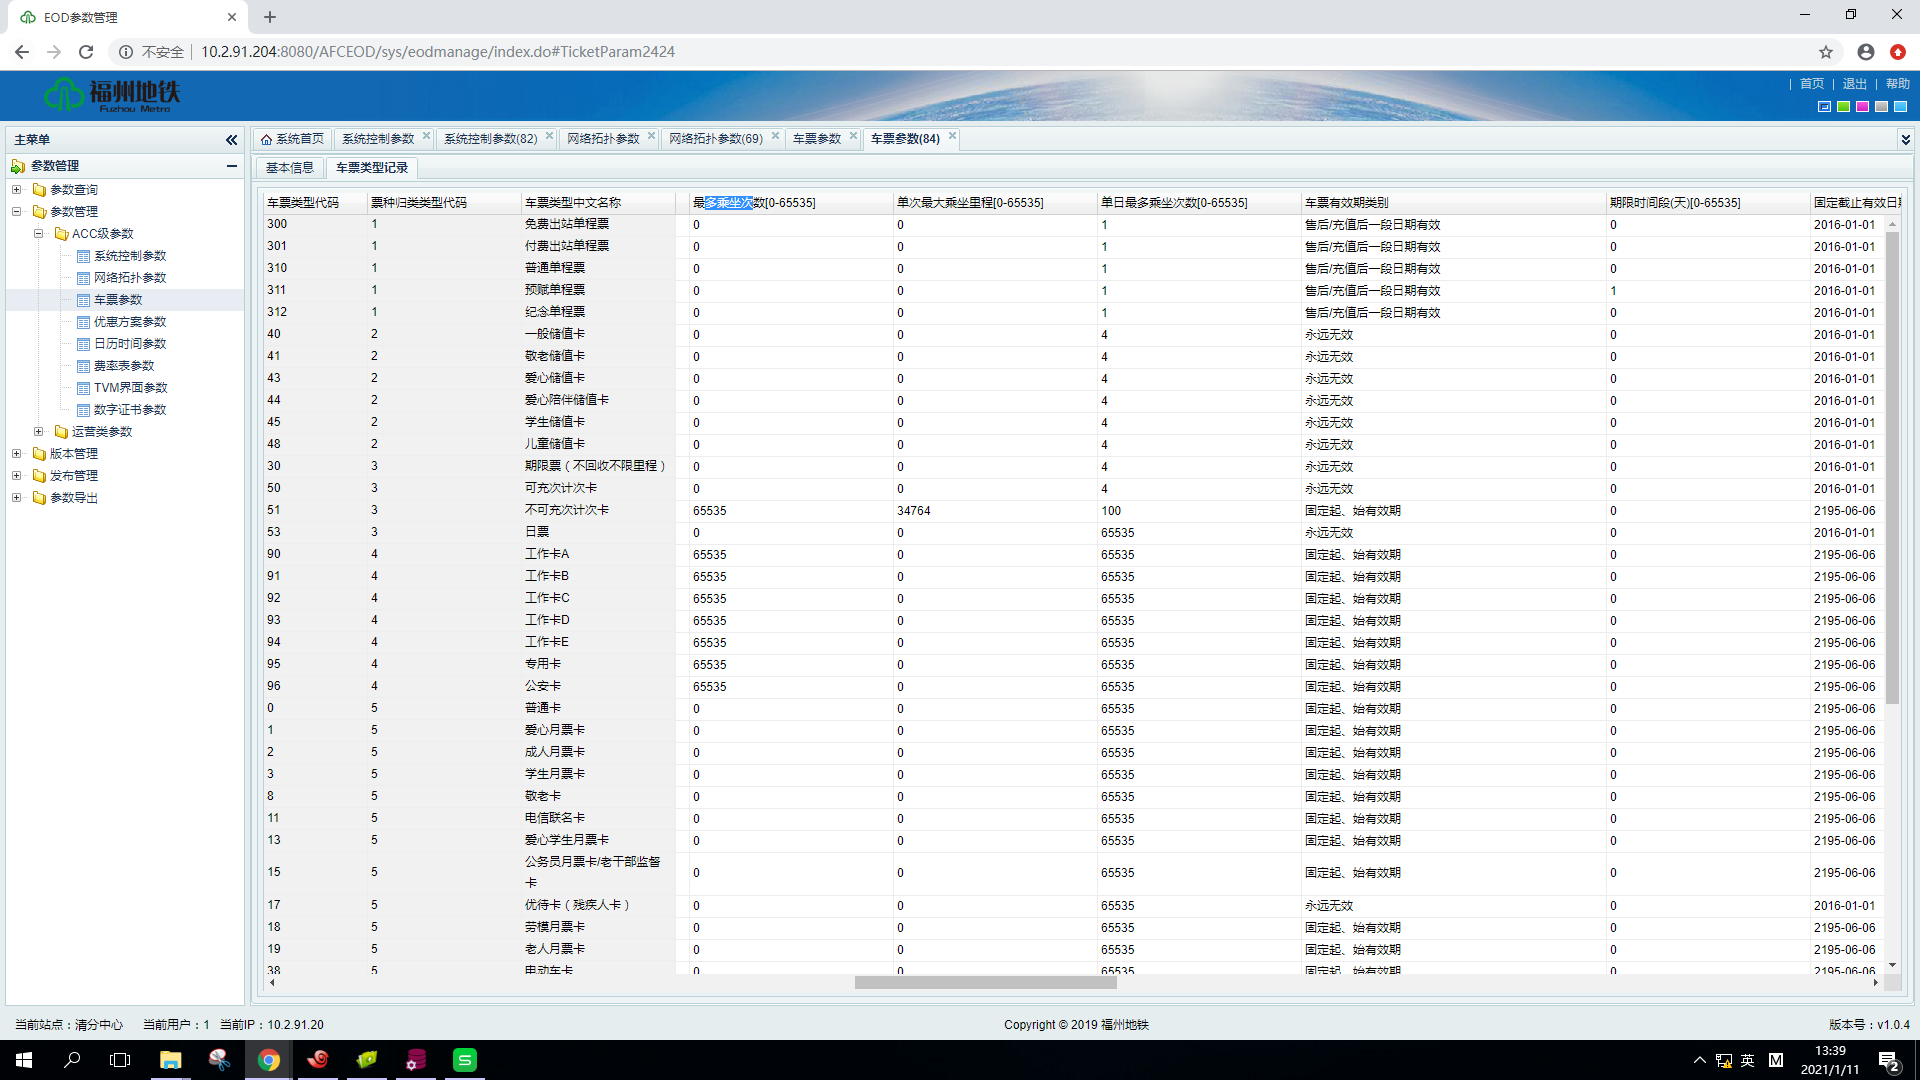 EOD参数管理
不安全 10.2.91.204:8080/AFCEOD/sys/eodmanage/index.do#TicketParam2424
福州地铁
Fuzhou Metro
| 首页 | 退出 | 帮助
主菜单
参数管理
参数查询
参数管理
ACC级参数
系统控制参数
网络拓扑参数
车票参数
优惠方案参数
日历时间参数
费率表参数
TVM界面参数
数字证书参数
运营类参数
版本管理
发布管理
参数导出
系统首页 系统控制参数 系统控制参数(82) 网络拓扑参数 网络拓扑参数(69) 车票参数 车票参数(84)
基本信息 车票类型记录
车票类型代码 票种归类类型代码 车票类型中文名称 最多乘坐次数[0-65535] 单次最大乘坐里程[0-65535] 单日最多乘坐次数[0-65535] 车票有效期类别 期限时间段(天)[0-65535] 固定截止有效日
300 1 免费出站单程票 0 0 1 售后/充值后一段日期有效 0 2016-01-01
301 1 付费出站单程票 0 0 1 售后/充值后一段日期有效 0 2016-01-01
310 1 普通单程票 0 0 1 售后/充值后一段日期有效 0 2016-01-01
311 1 预赋单程票 0 0 1 售后/充值后一段日期有效 1 2016-01-01
312 1 纪念单程票 0 0 1 售后/充值后一段日期有效 0 2016-01-01
40 2 一般储值卡 0 0 4 永远无效 0 2016-01-01
41 2 敬老储值卡 0 0 4 永远无效 0 2016-01-01
43 2 爱心储值卡 0 0 4 永远无效 0 2016-01-01
44 2 爱心陪伴储值卡 0 0 4 永远无效 0 2016-01-01
45 2 学生储值卡 0 0 4 永远无效 0 2016-01-01
48 2 儿童储值卡 0 0 4 永远无效 0 2016-01-01
30 3 期限票（不回收不限里程） 0 0 4 永远无效 0 2016-01-01
50 3 可充次计次卡 0 0 4 永远无效 0 2016-01-01
51 3 不可充次计次卡 65535 34764 100 固定起、始有效期 0 2195-06-06
53 3 日票 0 0 65535 永远无效 0 2016-01-01
90 4 工作卡A 65535 0 65535 固定起、始有效期 0 2195-06-06
91 4 工作卡B 65535 0 65535 固定起、始有效期 0 2195-06-06
92 4 工作卡C 65535 0 65535 固定起、始有效期 0 2195-06-06
93 4 工作卡D 65535 0 65535 固定起、始有效期 0 2195-06-06
94 4 工作卡E 65535 0 65535 固定起、始有效期 0 2195-06-06
95 4 专用卡 65535 0 65535 固定起、始有效期 0 2195-06-06
96 4 公安卡 65535 0 65535 固定起、始有效期 0 2195-06-06
0 5 普通卡 0 0 65535 固定起、始有效期 0 2195-06-06
1 5 爱心月票卡 0 0 65535 固定起、始有效期 0 2195-06-06
2 5 成人月票卡 0 0 65535 固定起、始有效期 0 2195-06-06
3 5 学生月票卡 0 0 65535 固定起、始有效期 0 2195-06-06
8 5 敬老卡 0 0 65535 固定起、始有效期 0 2195-06-06
11 5 电信联名卡 0 0 65535 固定起、始有效期 0 2195-06-06
13 5 爱心学生月票卡 0 0 65535 固定起、始有效期 0 2195-06-06
15 5 公务员月票卡/老干部监督卡 0 0 65535 固定起、始有效期 0 2195-06-06
17 5 优待卡（残疾人卡） 0 0 65535 永远无效 0 2016-01-01
18 5 劳模月票卡 0 0 65535 固定起、始有效期 0 2195-06-06
19 5 老人月票卡 0 0 65535 固定起、始有效期 0 2195-06-06
38 5 电动车卡 0 0 65535 固定起、始有效期 0 2195-06-06
当前站点：清分中心 当前用户：1 当前IP：10.2.91.20 Copyright © 2019 福州地铁 版本号：v1.0.4
英 M 13:39
2021/1/11
2